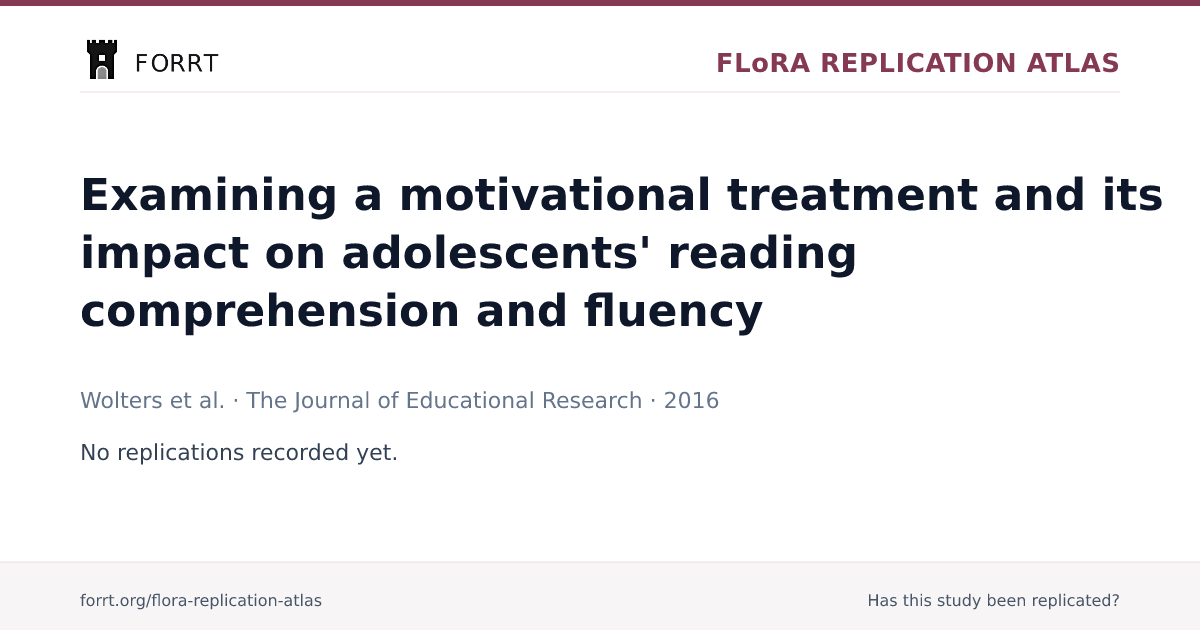 FORRT
FLoRA REPLICATION ATLAS
Examining a motivational treatment and its
impact on adolescents' reading
comprehension and fluency
Wolters et al. · The Journal of Educational Research · 2016
No replications recorded yet.
forrt.org/flora-replication-atlas
Has this study been replicated?